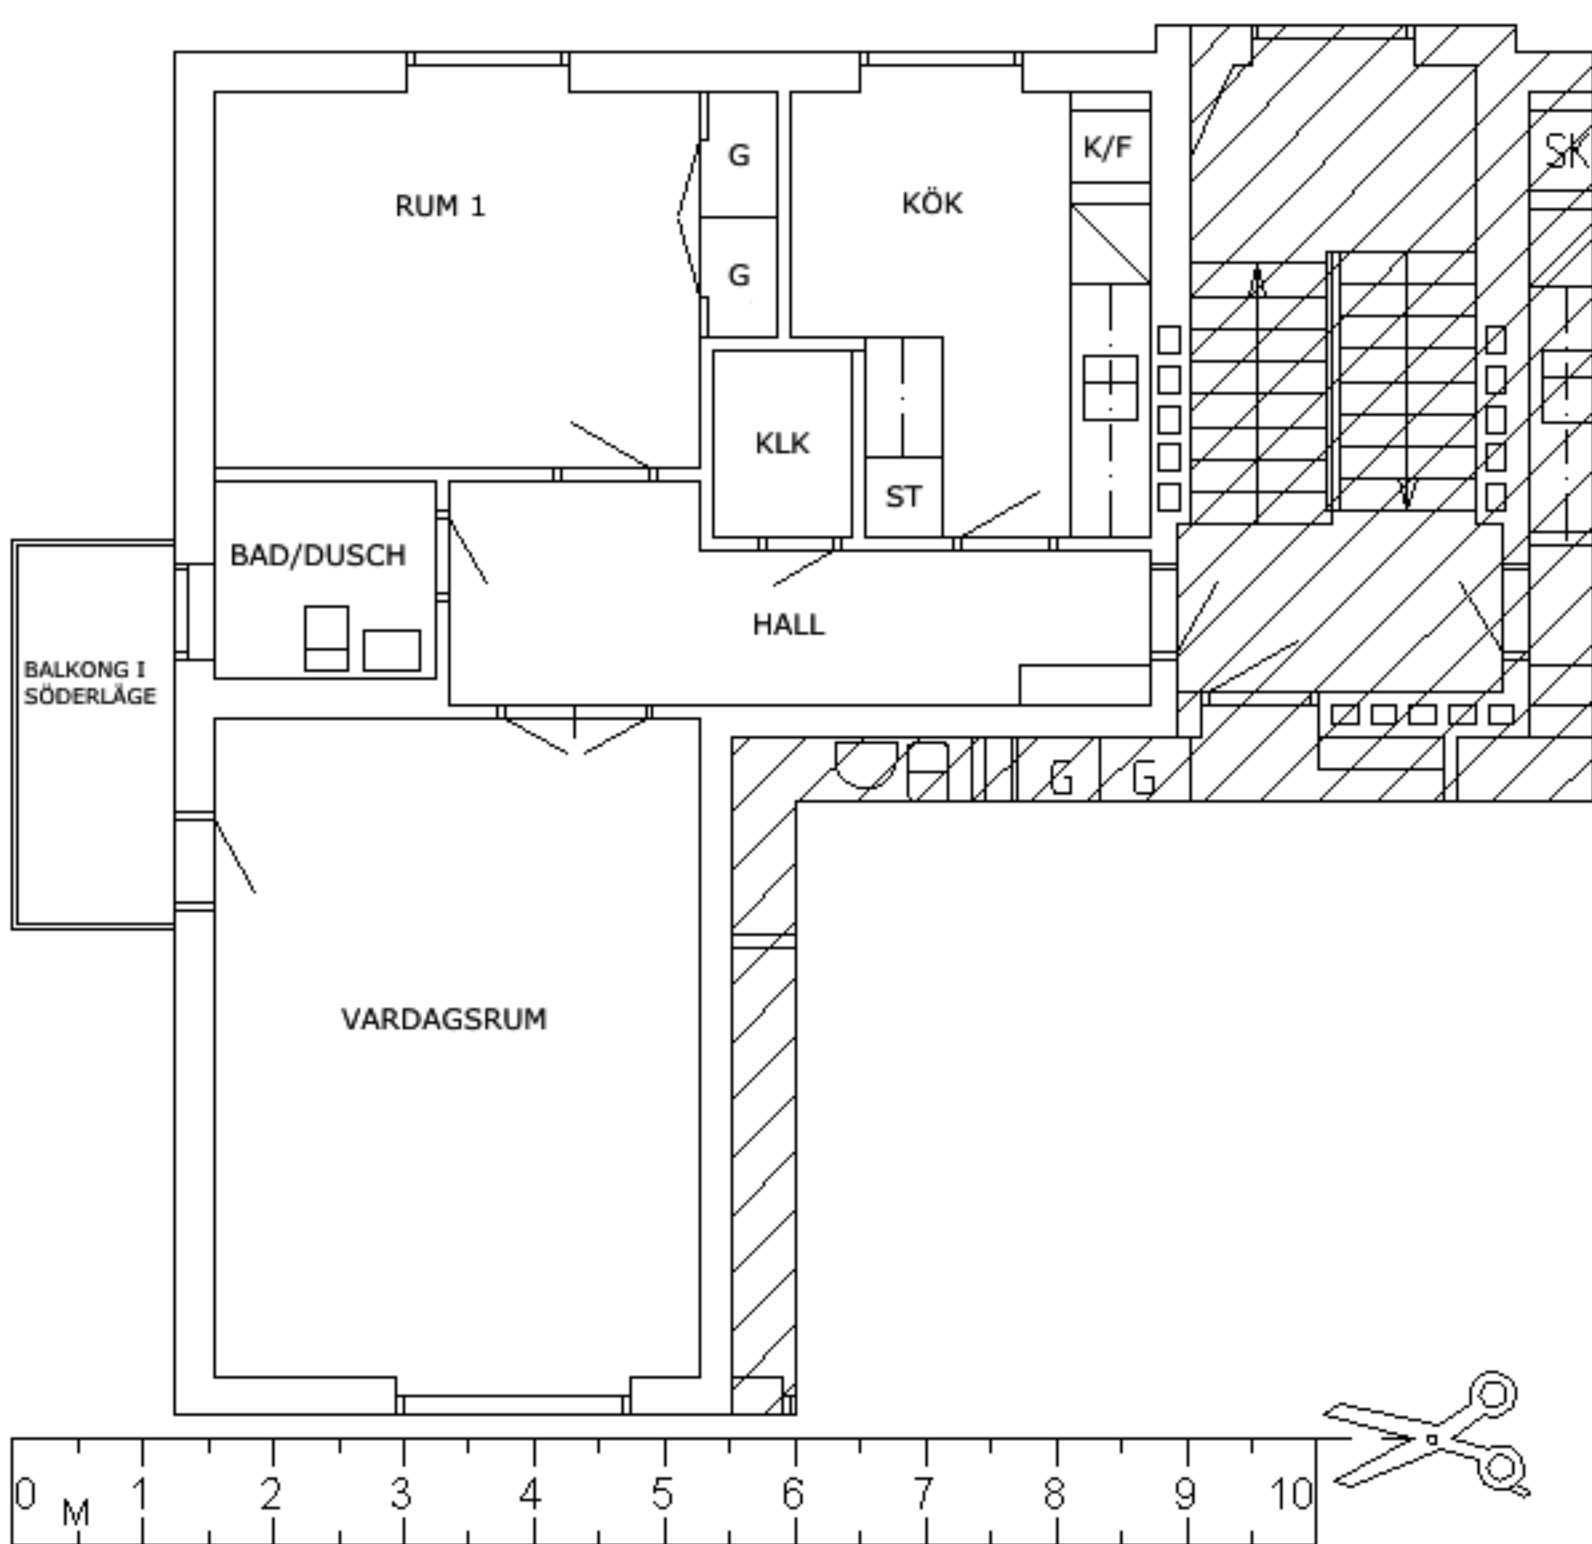 G
K/F
SK
RUM 1
KÖK
G
KLK
ST
BAD/DUSCH
HALL
BALKONG I
SÖDERLÄGE
G G
VARDAGSRUM
0 1 2 3 4 5 6 7 8 9 10
M